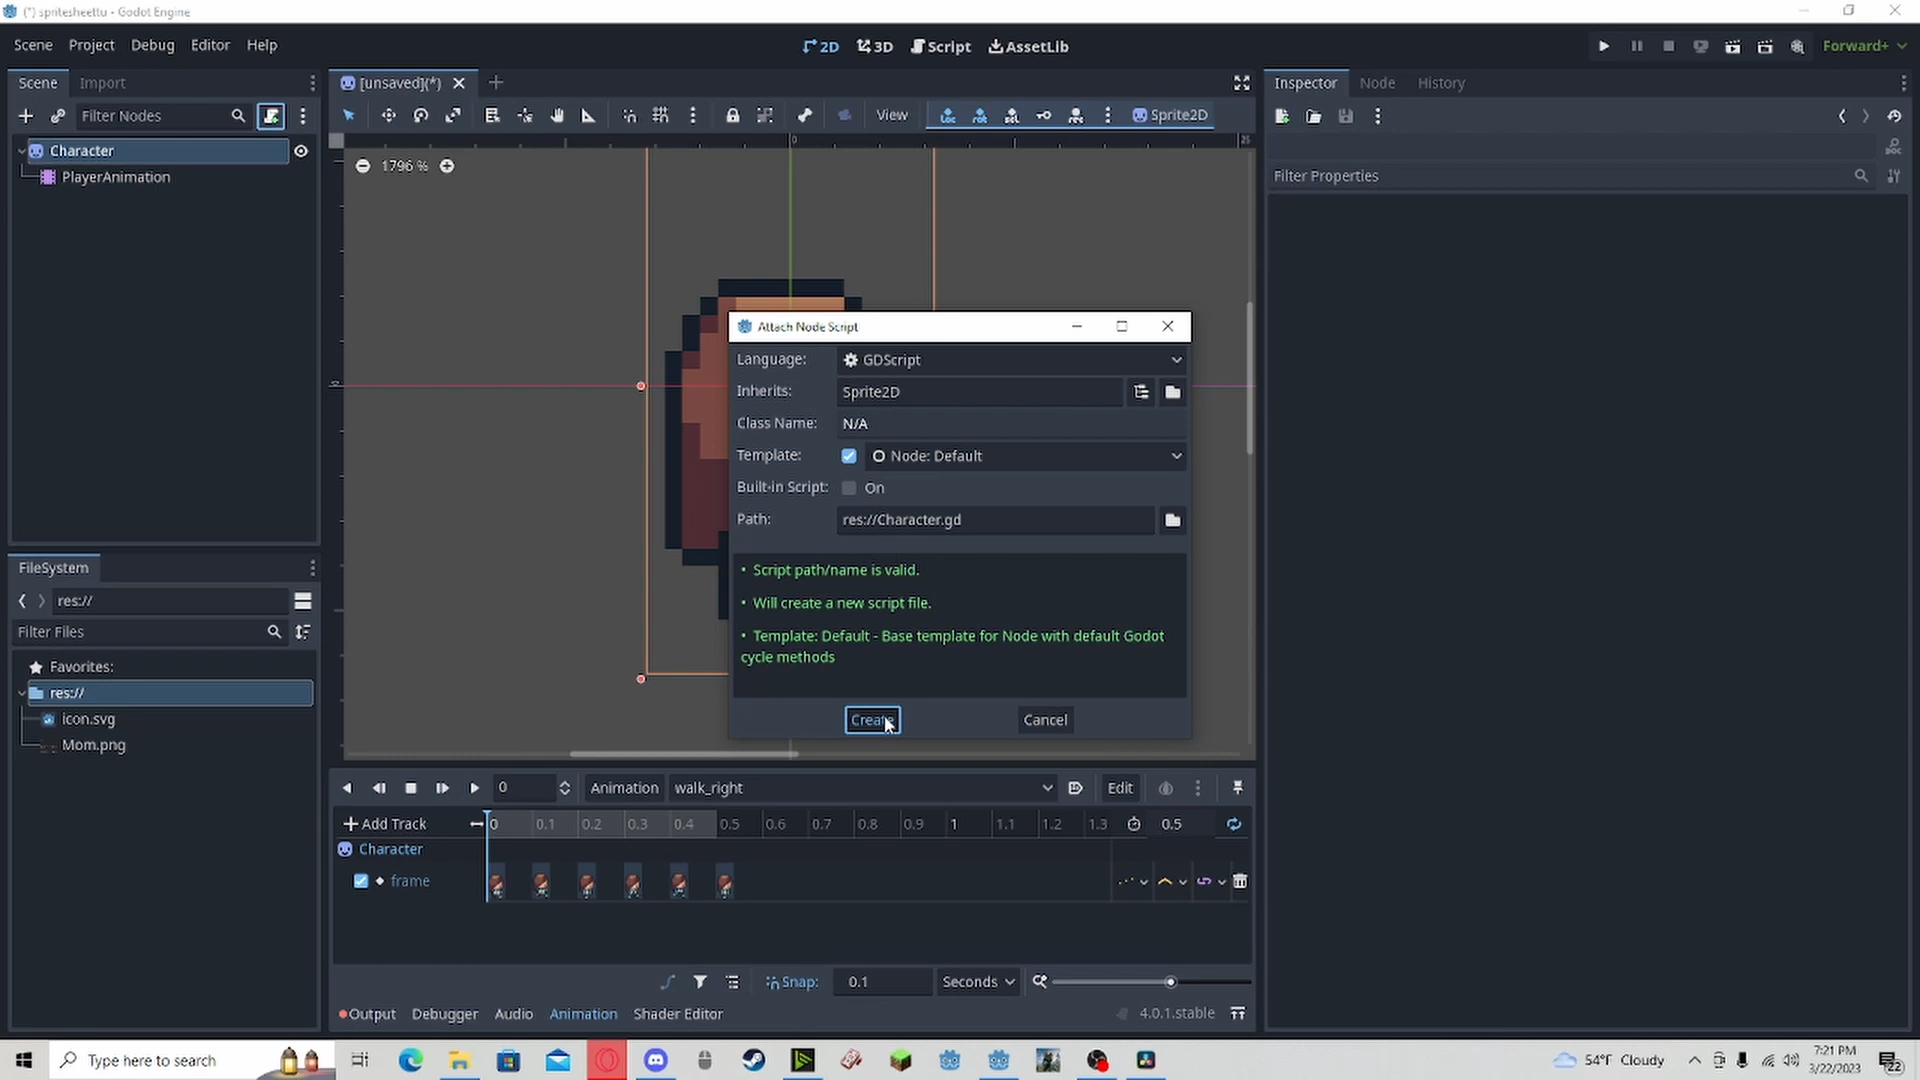 (*) spritesheettu - Godot Engine
Scene Project Debug Editor Help
2D 3D Script AssetLib
Forward+
Scene Import
[unsaved](*)
Inspector Node History
Filter Nodes
View
Sprite2D
Character
PlayerAnimation
0
25
1796 %
Filter Properties
0
Attach Node Script
Language: GDScript
Inherits: Sprite2D
Class Name: N/A
Template: Node: Default
Built-in Script: On
Path: res://Character.gd
• Script path/name is valid.
• Will create a new script file.
• Template: Default - Base template for Node with default Godot
cycle methods
Create Cancel
FileSystem
res://
Filter Files
Favorites:
res://
icon.svg
Mom.png
0 Animation walk_right Edit
Add Track 0 0.1 0.2 0.3 0.4 0.5 0.6 0.7 0.8 0.9 1 1.1 1.2 1.3 0.5
Character
frame
Snap: 0.1 Seconds
Output Debugger Audio Animation Shader Editor 4.0.1.stable
Type here to search
54°F Cloudy
7:21 PM
3/22/2023
22